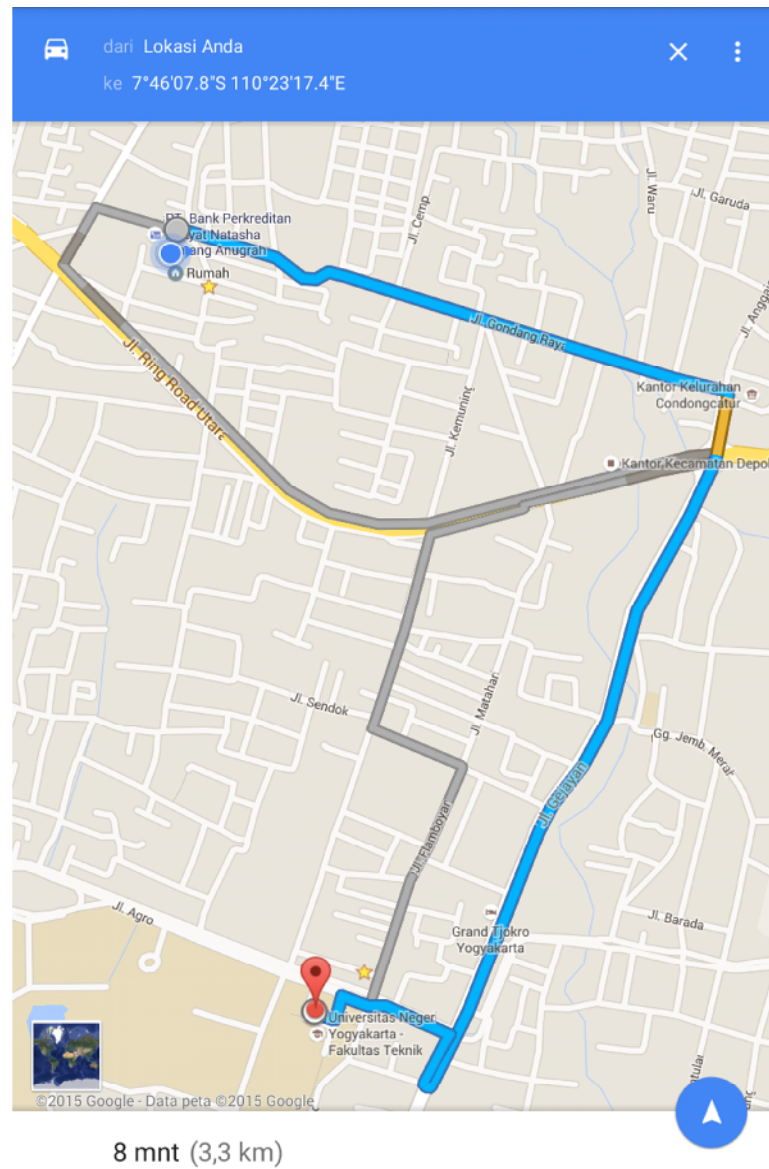 dari Lokasi Anda
ke 7°46'07.8"S 110°23'17.4"E
Jl. Waru
Jl. Garuda
Jl. Cemp
Bank Perkreditan
Natasha
Anugrah
Rumah
Jl. Gondang Raya
Jl. Ring Road Utara
Jl. Kemuning
Kantor Kelurahan
Condongcatur
Kantor Kecamatan Depo
Jl. Matahari
Jl. Sendok
Gg. Jemb. Merah
Jl. Gejayan
Jl. Flamboyan
Jl. Agro
Jl. Barada
Grand Tjokro
Yogyakarta
Universitas Neger
Yogyakarta -
Fakultas Teknik
©2015 Google - Data peta ©2015 Google
8 mnt (3,3 km)